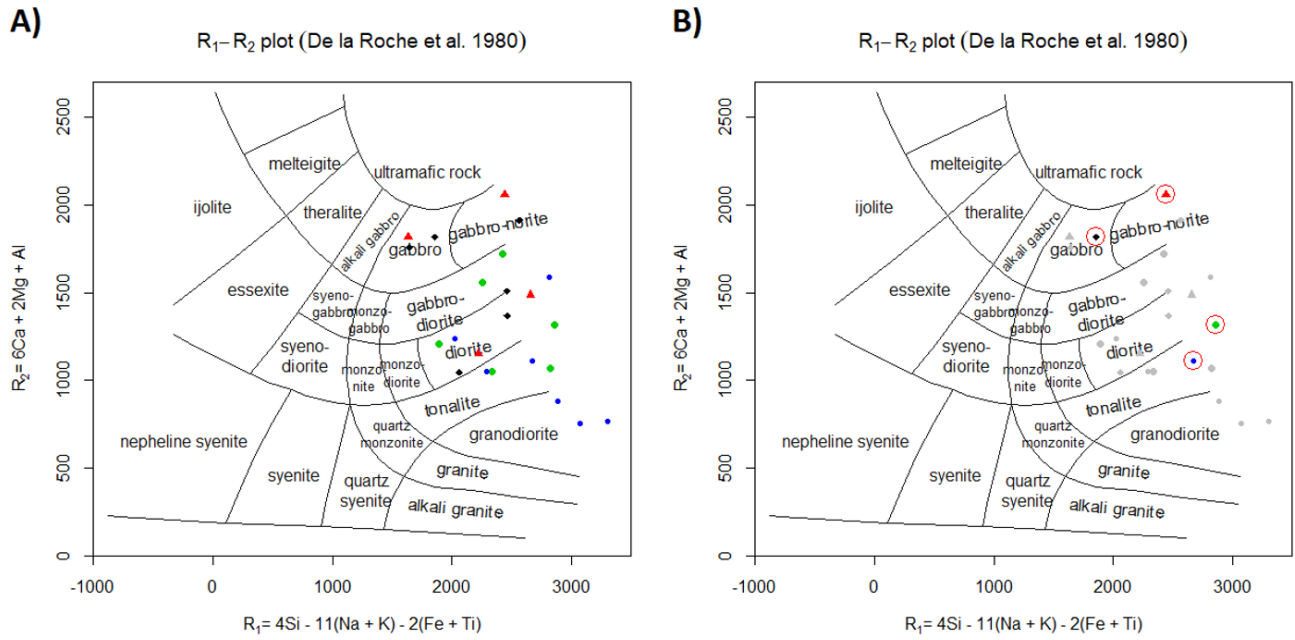 A)
R₁− R₂ plot (De la Roche et al. 1980)
R₂= 6Ca + 2Mg + Al
2500
2000
1500
1000
500
0
melteigite
ultramafic rock
ijolite
theralite
alkali gabbro
gabbro
gabbro-norite
essexite
syeno-
gabbro
monzo-
gabbro
gabbro-
diorite
syeno-
diorite
monzo
nite
monzo-
diorite
diorite
tonalite
nepheline syenite
quartz
monzonite
granodiorite
syenite
quartz
syenite
granite
alkali granite
-1000 0 1000 2000 3000
R₁= 4Si - 11(Na + K) - 2(Fe + Ti)
B)
R₁− R₂ plot (De la Roche et al. 1980)
R₂= 6Ca + 2Mg + Al
2500
2000
1500
1000
500
0
melteigite
ultramafic rock
ijolite
theralite
alkali gabbro
gabbro
gabbro-norite
essexite
syeno-
gabbro
monzo-
gabbro
gabbro-
diorite
syeno-
diorite
monzo
nite
monzo-
diorite
diorite
tonalite
nepheline syenite
quartz
monzonite
granodiorite
syenite
quartz
syenite
granite
alkali granite
-1000 0 1000 2000 3000
R₁= 4Si - 11(Na + K) - 2(Fe + Ti)